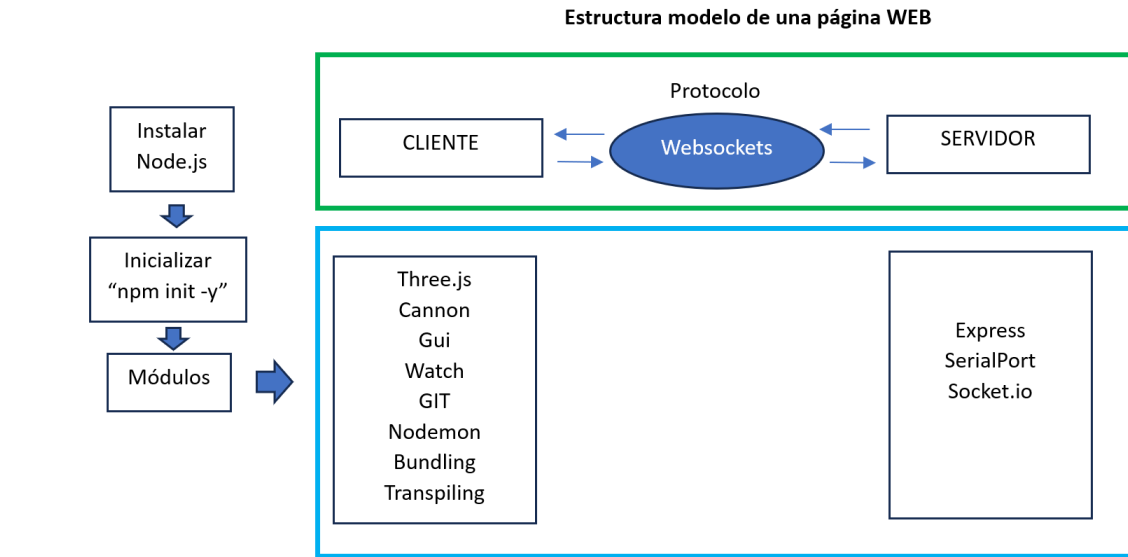 Estructura modelo de una página WEB
Instalar
Node.js
Inicializar
“npm init -y”
Módulos
Protocolo
CLIENTE
Websockets
SERVIDOR
Three.js
Cannon
Gui
Watch
GIT
Nodemon
Bundling
Transpiling
Express
SerialPort
Socket.io